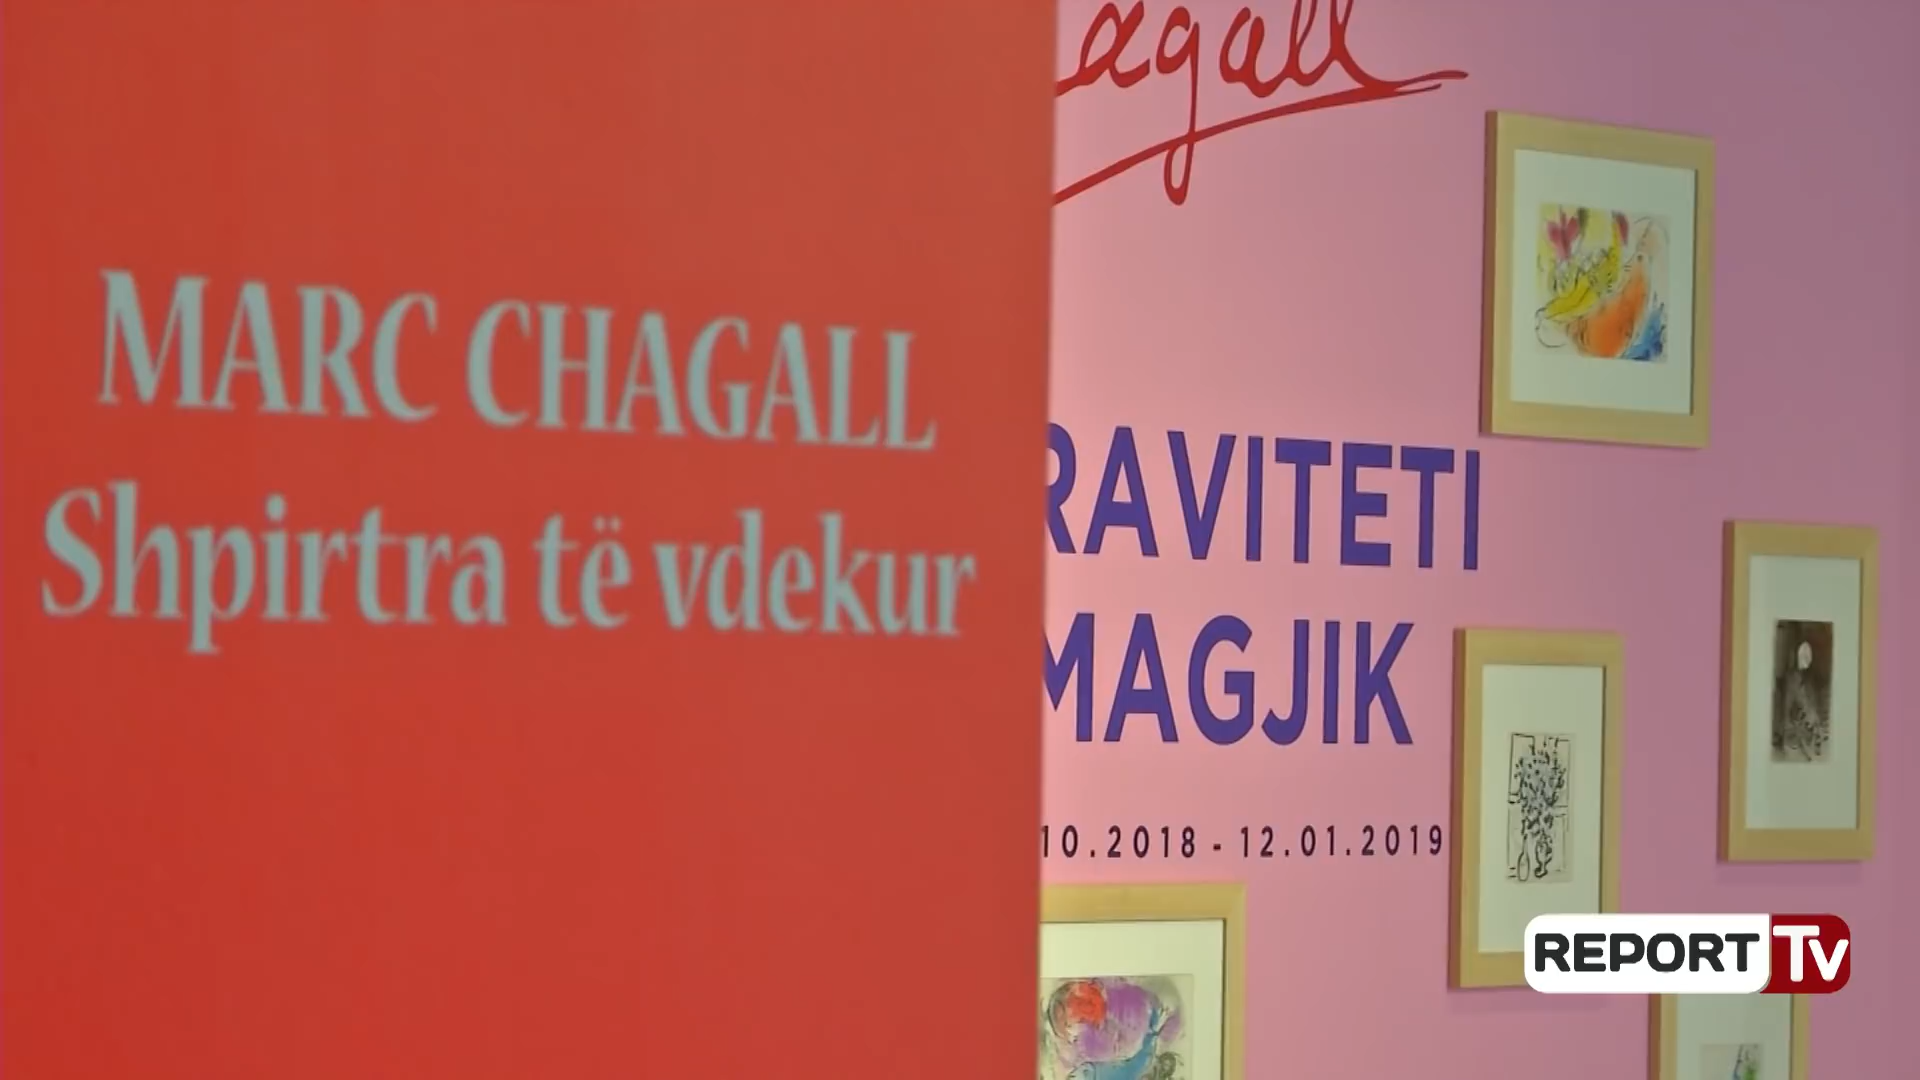 MARC CHAGALL
Shpirtra të vdekur
agall
RAVITETI
MAGJIK
10.2018 - 12.01.2019
REPORT TV